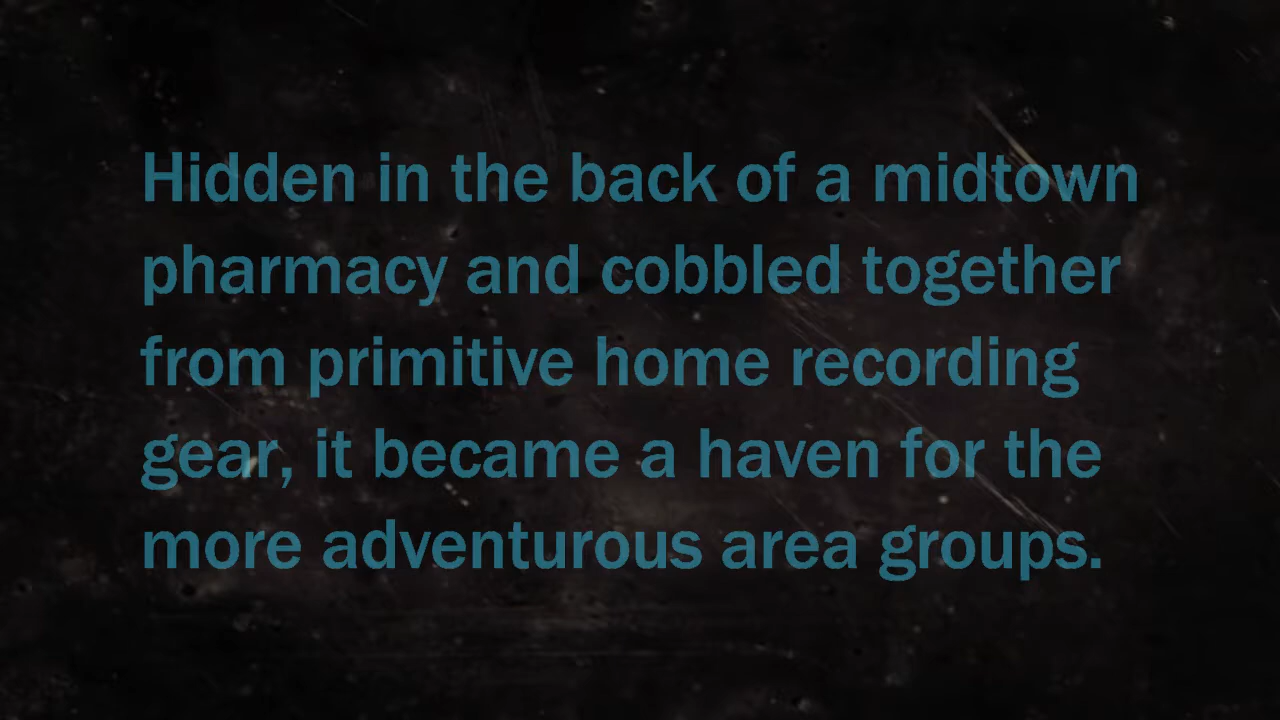 Hidden in the back of a midtown
pharmacy and cobbled together
from primitive home recording
gear, it became a haven for the
more adventurous area groups.